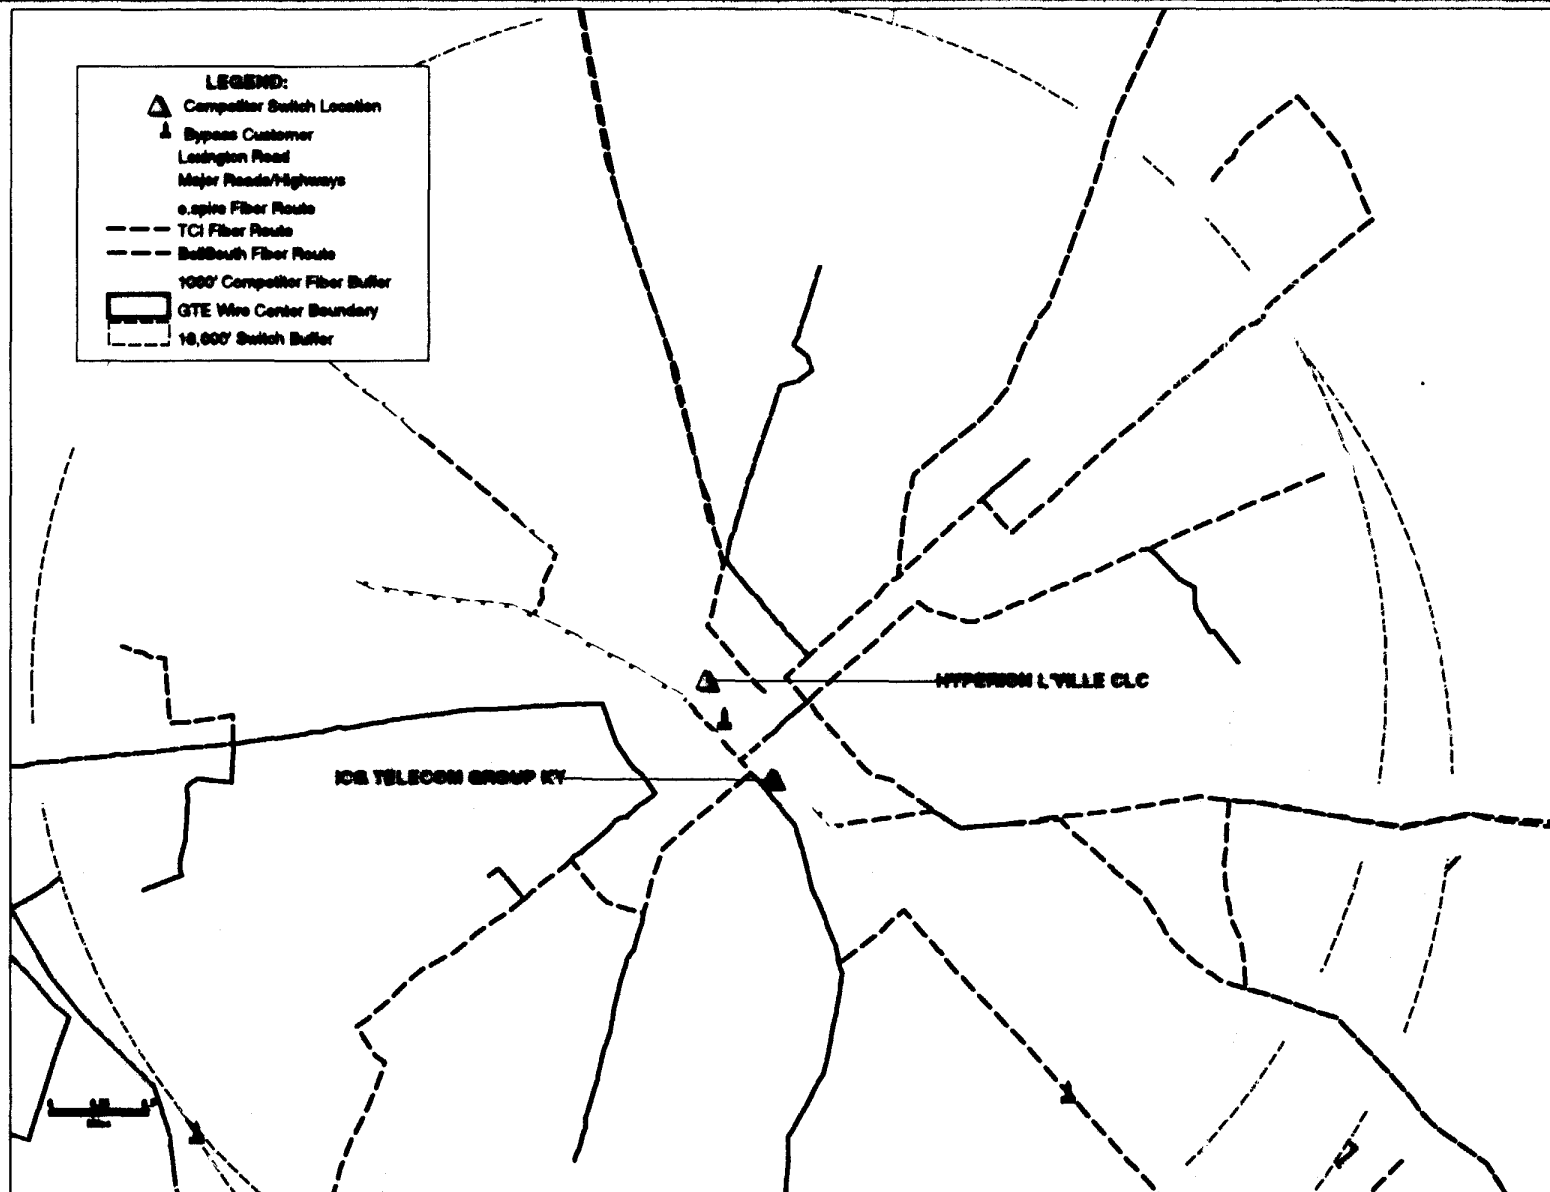 LEGEND:
Competitor Switch Location
Bypass Customer
Lexington Road
Major Roads/Highways
e.spire Fiber Route
TCI Fiber Route
BellSouth Fiber Route
1000' Competitor Fiber Buffer
GTE Wire Center Boundary
18,000' Switch Buffer
HYPERION L'VILLE CLC
ICG TELECOM GROUP KY